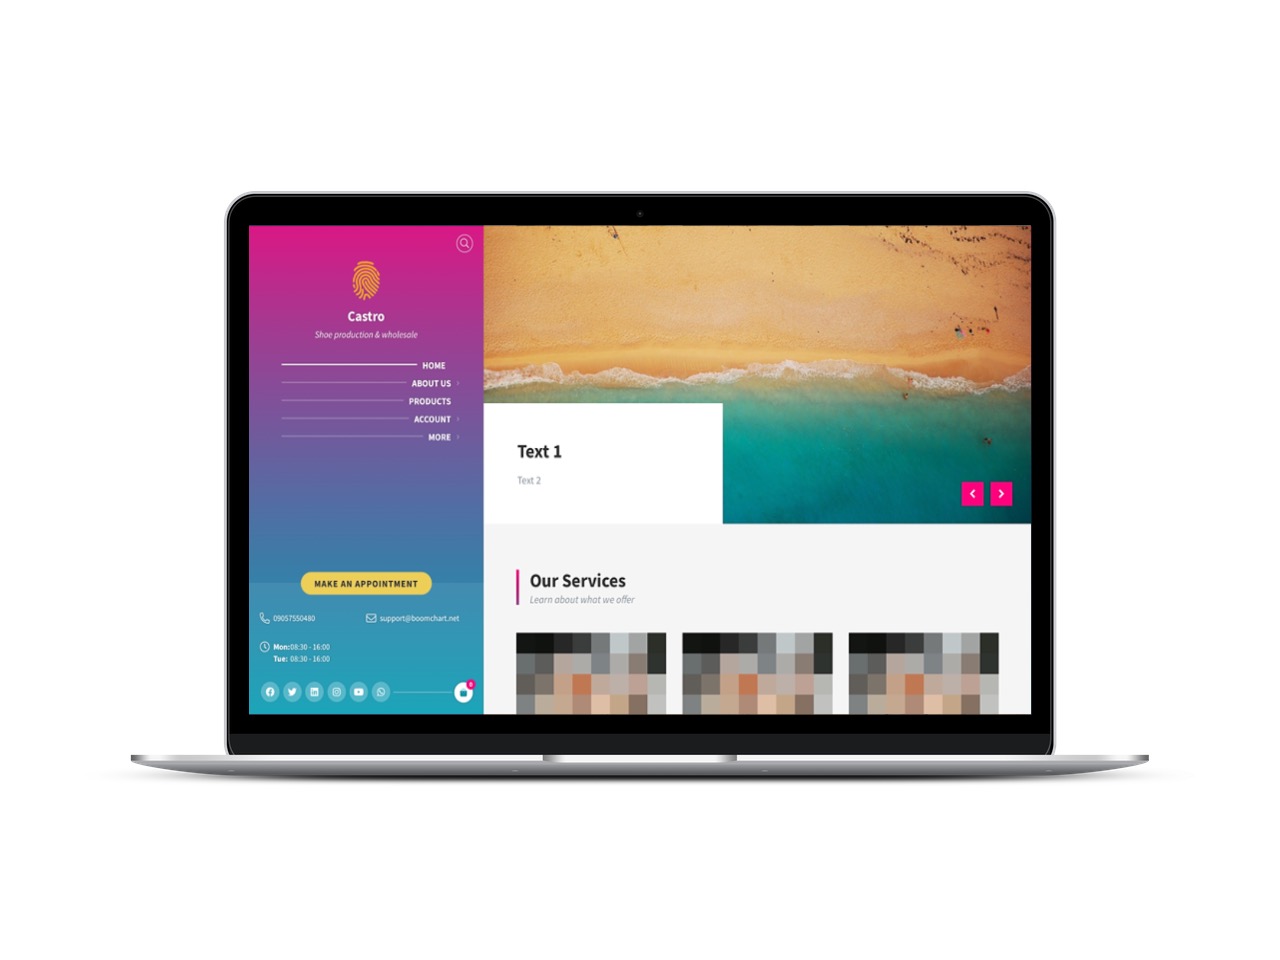 Castro
Shoe production & wholesale
HOME
ABOUT US
PRODUCTS
ACCOUNT
MORE
MAKE AN APPOINTMENT
09057550480
support@boomchart.net
Mon: 08:30 - 16:00
Tue: 08:30 - 16:00
0
Text 1
Text 2
Our Services
Learn about what we offer